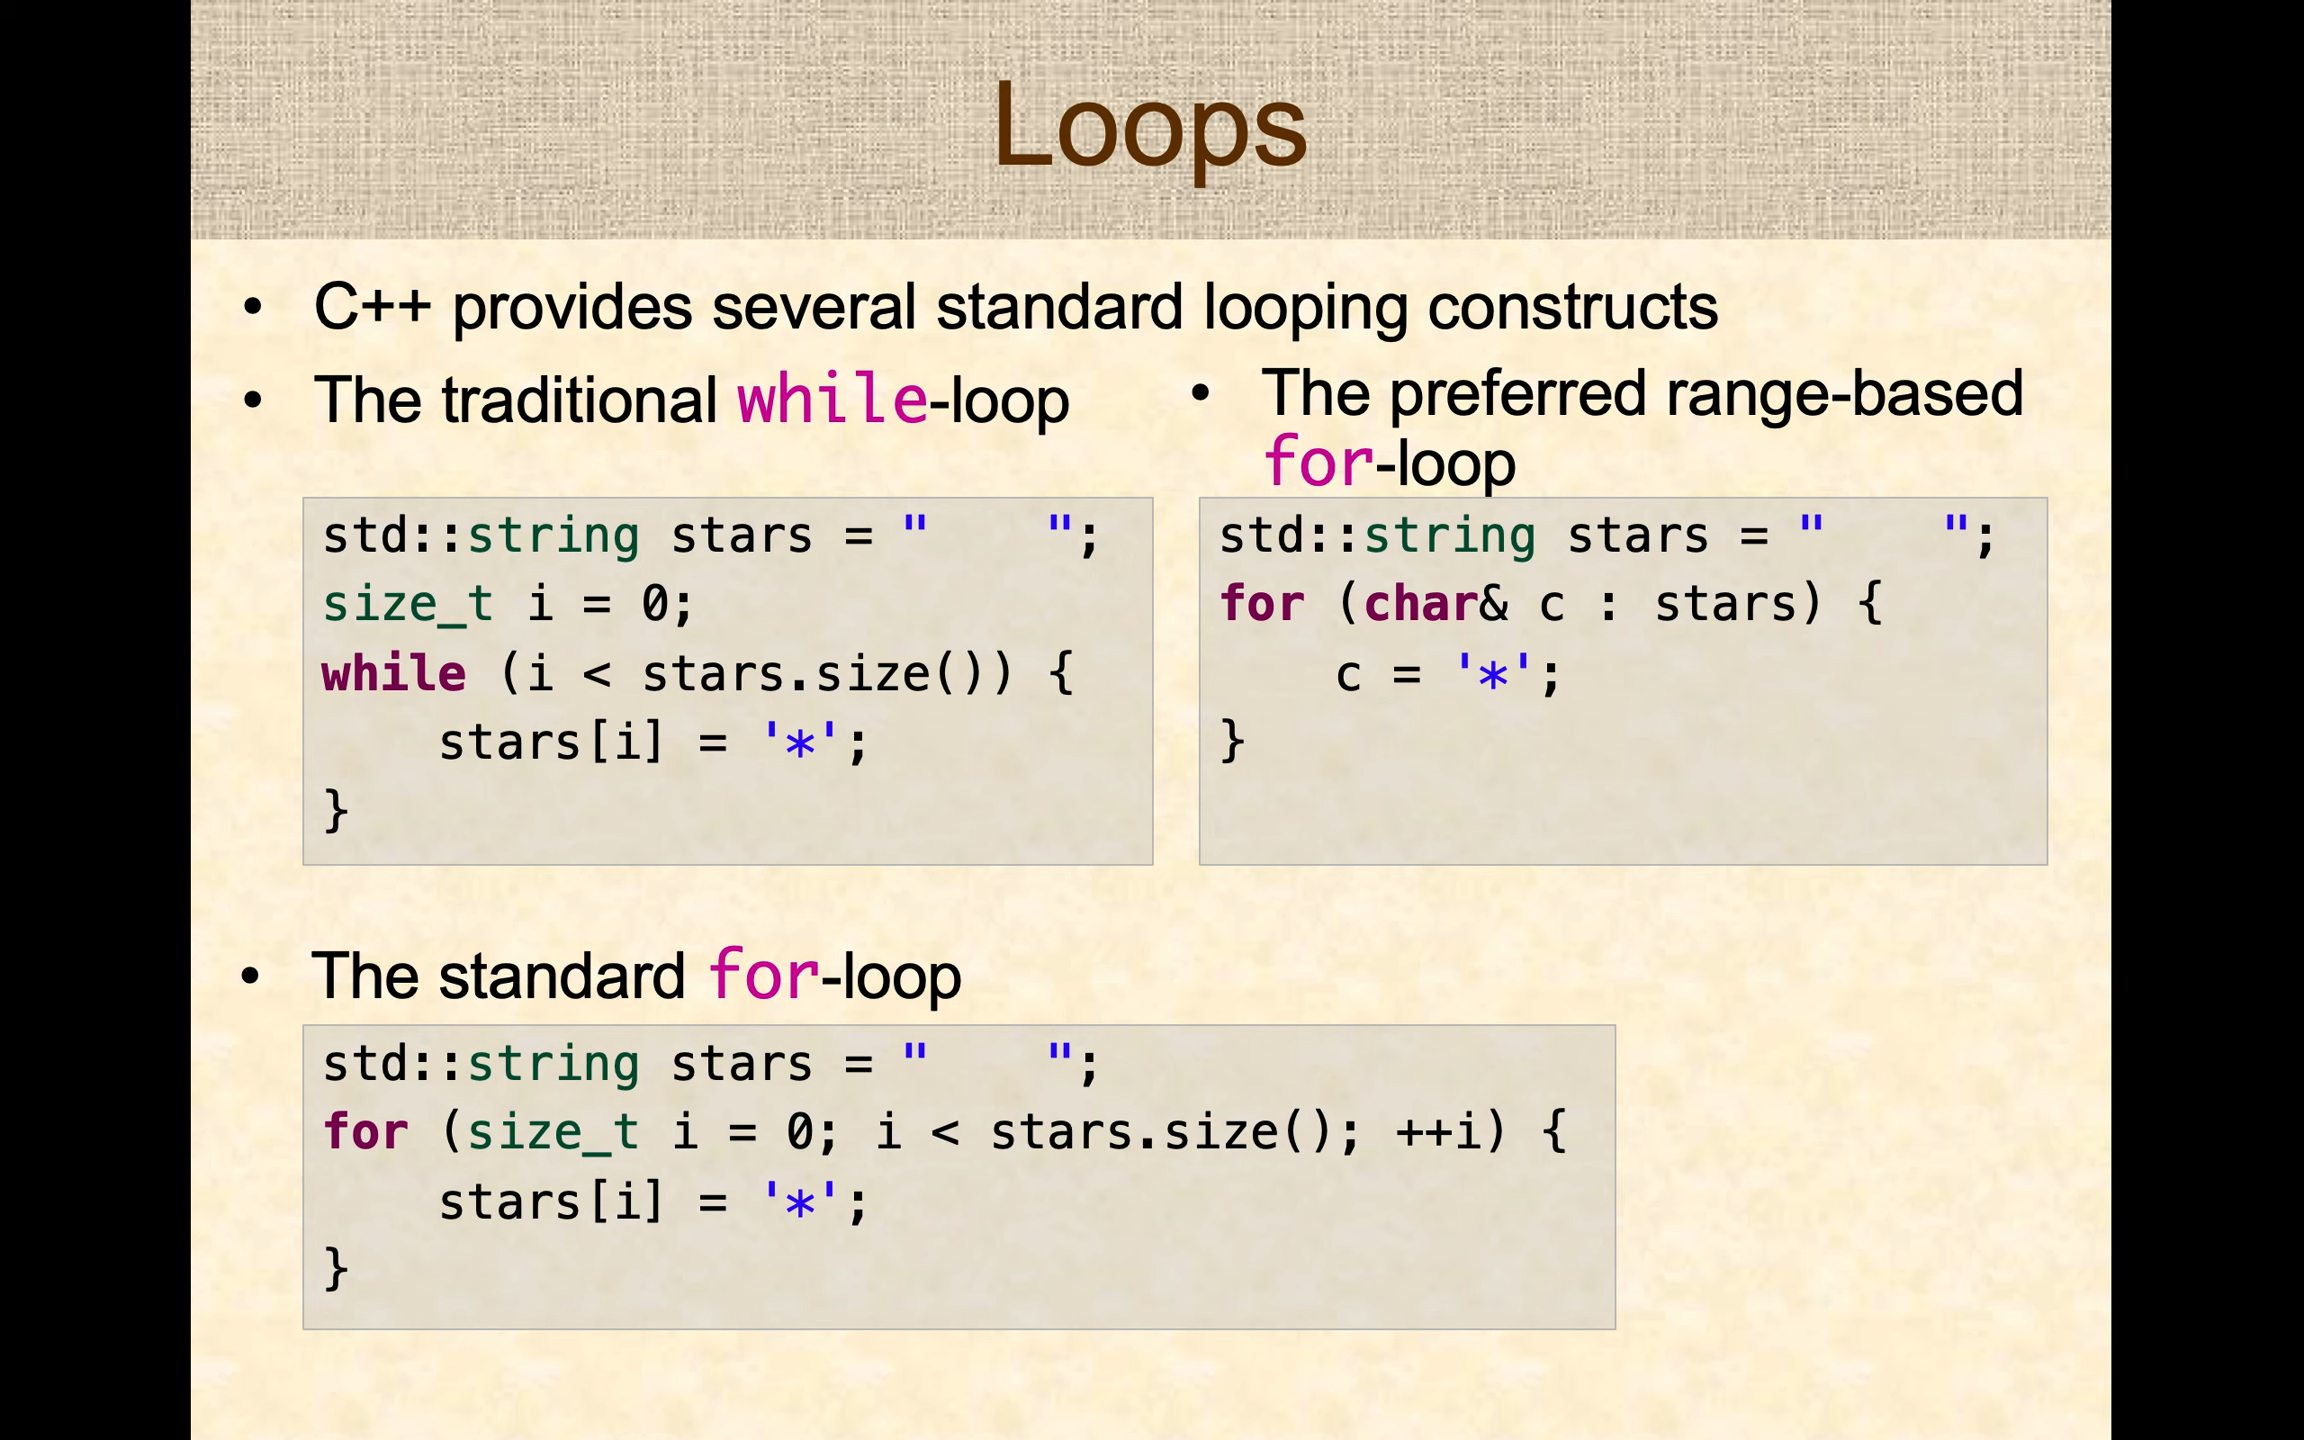 Loops
• C++ provides several standard looping constructs
• The traditional while-loop
std::string stars = "    ";
size_t i = 0;
while (i < stars.size()) {
    stars[i] = '*';
}
• The preferred range-based
for-loop
std::string stars = "    ";
for (char& c : stars) {
    c = '*';
}
• The standard for-loop
std::string stars = "    ";
for (size_t i = 0; i < stars.size(); ++i) {
    stars[i] = '*';
}